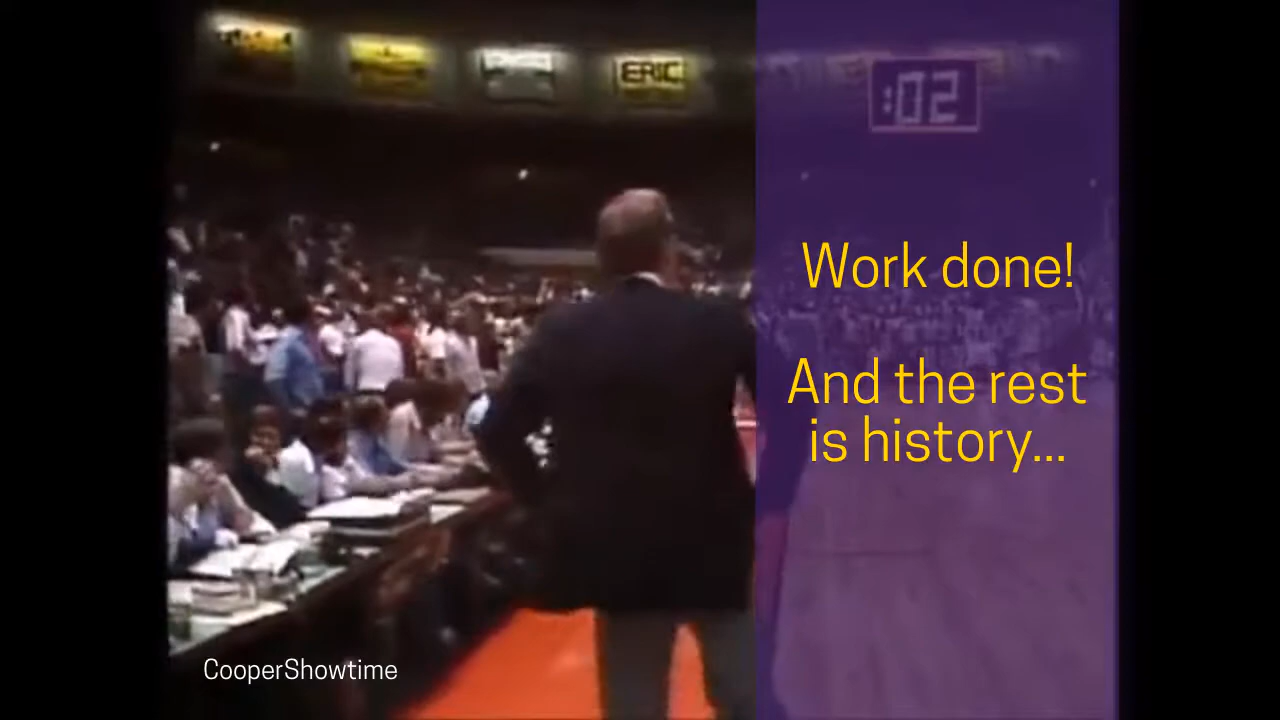 ERIC
:02
Work done!
And the rest
is history...
CooperShowtime